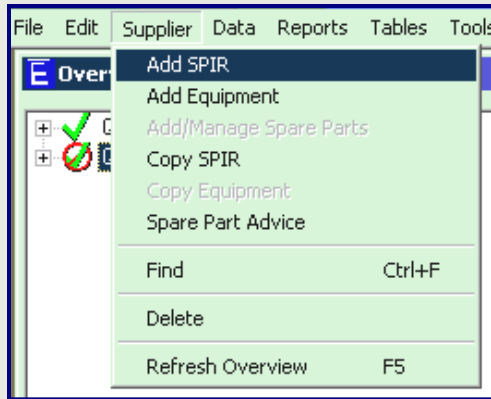 File Edit Supplier Data Reports Tables Tools
E Over
Add SPIR
Add Equipment
Add/Manage Spare Parts
Copy SPIR
Copy Equipment
Spare Part Advice
Find Ctrl+F
Delete
Refresh Overview F5